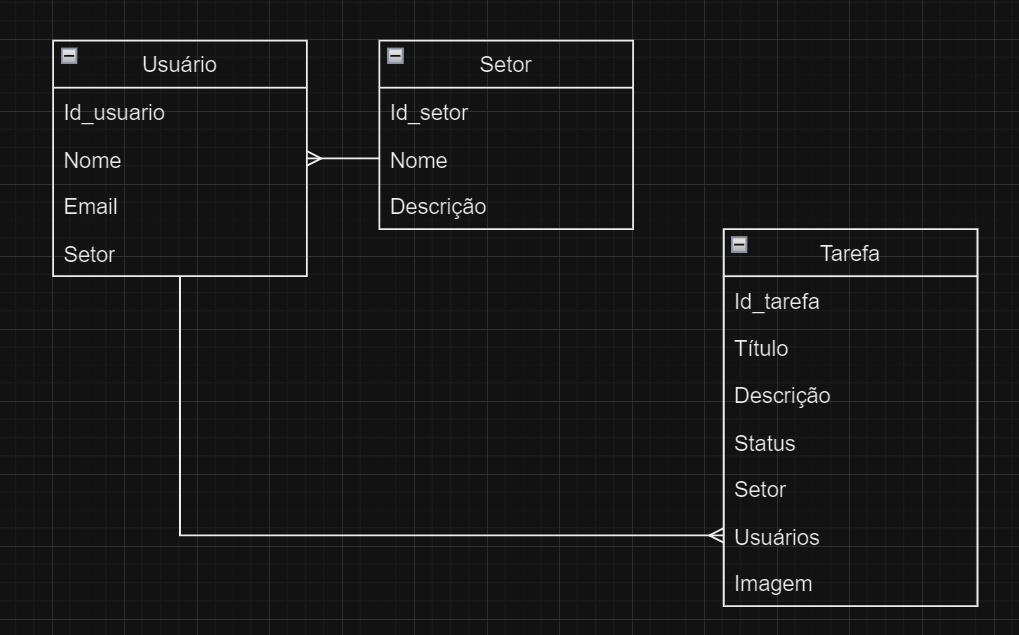 Usuário
Id_usuario
Nome
Email
Setor
Setor
Id_setor
Nome
Descrição
Tarefa
Id_tarefa
Título
Descrição
Status
Setor
Usuários
Imagem